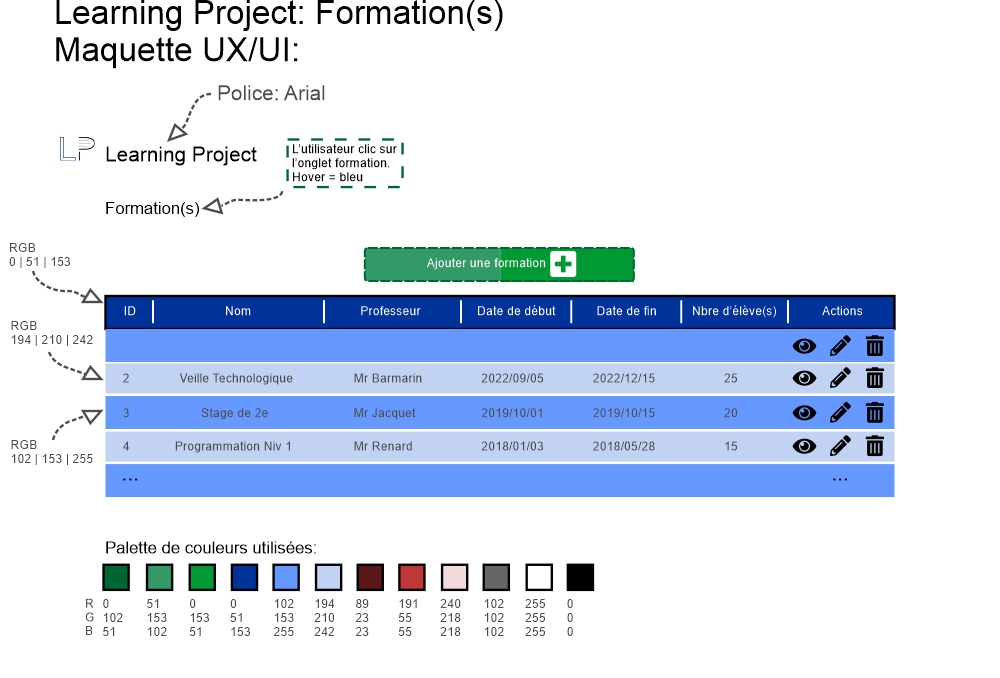 Learning Project: Formation(s)
Maquette UX/UI:
Police: Arial
LP Learning Project
L'utilisateur clic sur
l'onglet formation.
Hover = bleu
Formation(s)
RGB
0 | 51 | 153
Ajouter une formation
ID Nom Professeur Date de début Date de fin Nbre d'élève(s) Actions
RGB
194 | 210 | 242
2 Veille Technologique Mr Barmarin 2022/09/05 2022/12/15 25
3 Stage de 2e Mr Jacquet 2019/10/01 2019/10/15 20
RGB
102 | 153 | 255
4 Programmation Niv 1 Mr Renard 2018/01/03 2018/05/28 15
... ...
Palette de couleurs utilisées:
R 0 51 0 0 102 194 89 191 240 102 255 0
G 102 153 153 51 153 210 23 55 218 102 255 0
B 51 102 51 153 255 242 23 55 218 102 255 0